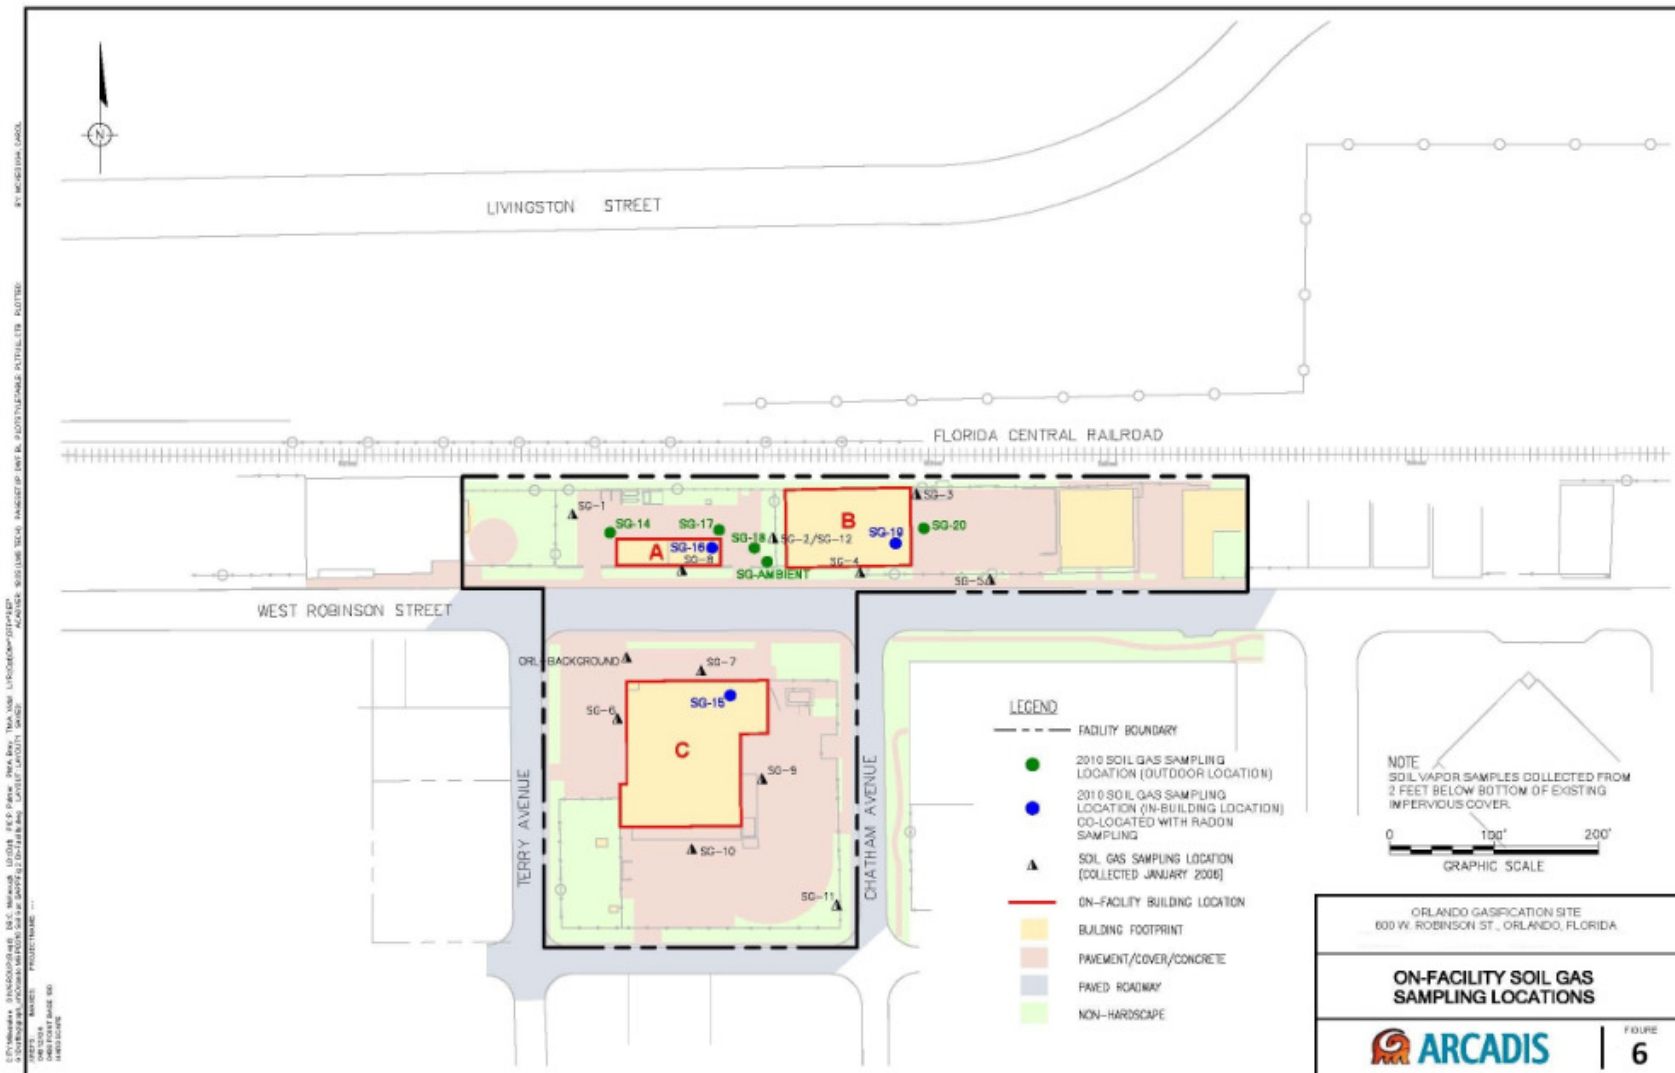 N
LIVINGSTON STREET
FLORIDA CENTRAL RAILROAD
SG-1
SG-3
SG-14
SG-17
B
SG-19
SG-20
SG-18
SG-2/SG-12
A
SG-16
SG-8
SG-AMBIENT
SG-4
SG-5
WEST ROBINSON STREET
ORL-BACKGROUND
SG-7
SG-15
SG-6
C
SG-9
SG-10
SG-11
TERRY AVENUE
CHATHAM AVENUE
LEGEND
FACILITY BOUNDARY
2010 SOIL GAS SAMPLING
LOCATION (OUTDOOR LOCATION)
2010 SOIL GAS SAMPLING
LOCATION (IN-BUILDING LOCATION)
CO-LOCATED WITH RADON
SAMPLING
SOIL GAS SAMPLING LOCATION
(COLLECTED JANUARY 2006)
ON-FACILITY BUILDING LOCATION
BUILDING FOOTPRINT
PAVEMENT/COVER/CONCRETE
PAVED ROADWAY
NON-HARDSCAPE
NOTE
SOIL VAPOR SAMPLES COLLECTED FROM
2 FEET BELOW BOTTOM OF EXISTING
IMPERVIOUS COVER.
0 100' 200'
GRAPHIC SCALE
ORLANDO GASIFICATION SITE
600 W. ROBINSON ST., ORLANDO, FLORIDA
ON-FACILITY SOIL GAS
SAMPLING LOCATIONS
ARCADIS
FIGURE
6